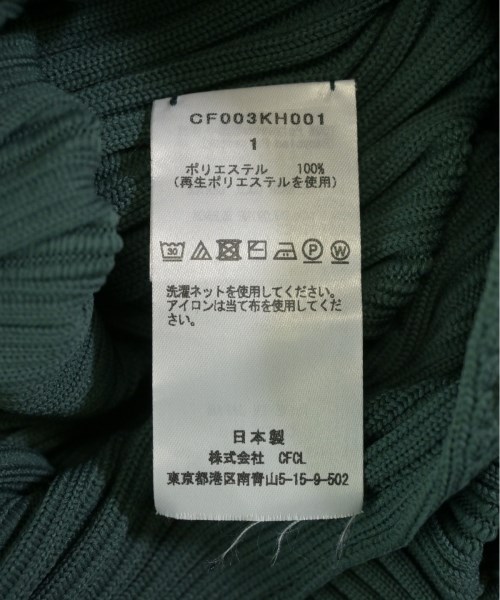 CF003KH001
1
ポリエステル 100%
(再生ポリエステルを使用)
30 P W
洗濯ネットを使用してください。
アイロンは当て布を使用してくだ
さい。
日本製
株式会社 CFCL
東京都港区南青山5-15-9-502